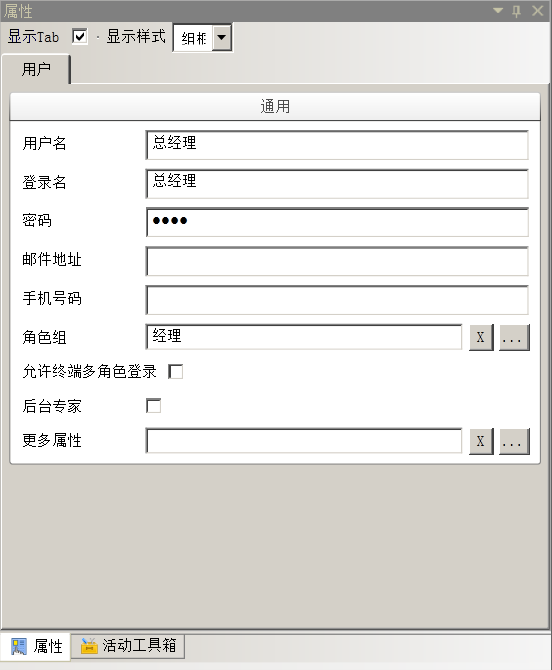 属性
显示Tab · 显示样式 细框
用户
通用
用户名 总经理
登录名 总经理
密码 ●●●●
邮件地址
手机号码
角色组 经理 X ...
允许终端多角色登录
后台专家
更多属性 X ...
属性 活动工具箱